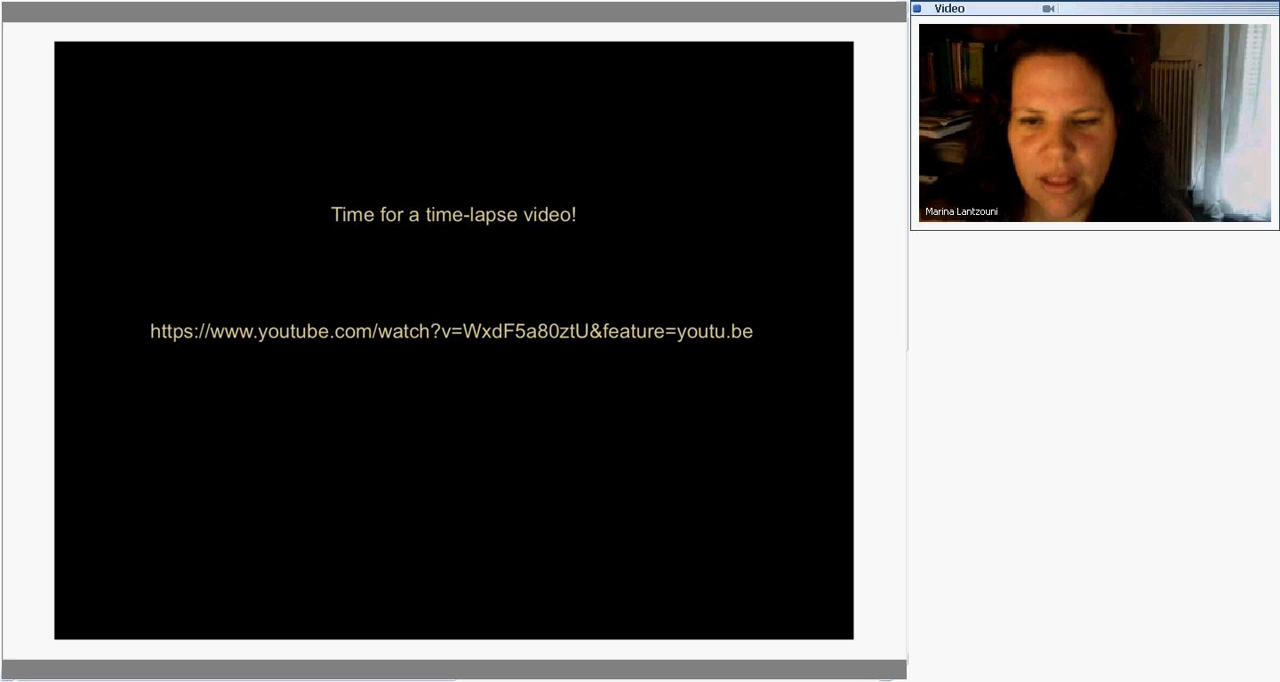 Video
Marina Lantzouni
Time for a time-lapse video!
https://www.youtube.com/watch?v=WxdF5a80ztU&feature=youtu.be